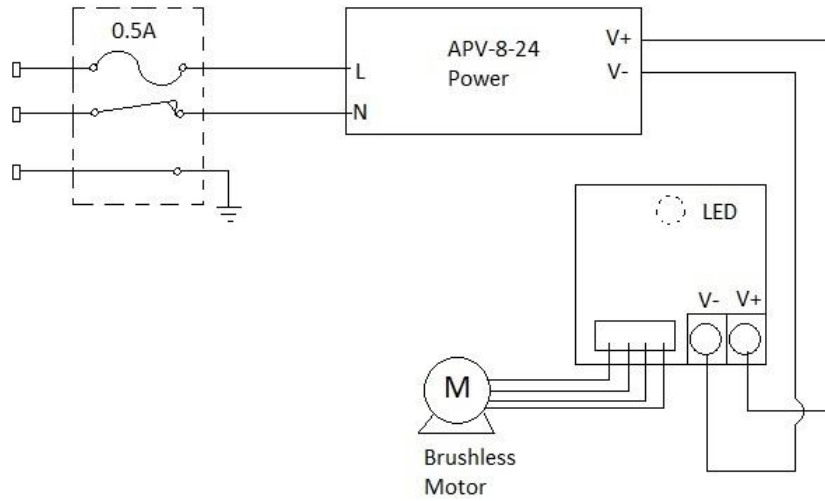 0.5A
L
N
APV-8-24
Power
V+
V-
LED
V- V+
M
Brushless
Motor